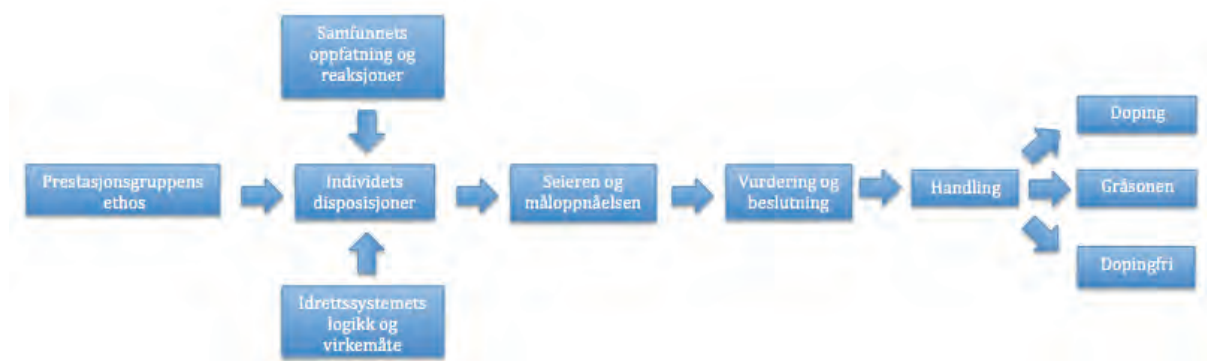 Samfunnets
oppfatning og
reaksjoner
Prestasjonsgruppens
ethos
Individets
disposisjoner
Seieren og
måloppnåelsen
Vurdering og
beslutning
Handling
Doping
Gråsonen
Dopingfri
Idrettssystemets
logikk og
virkemåte